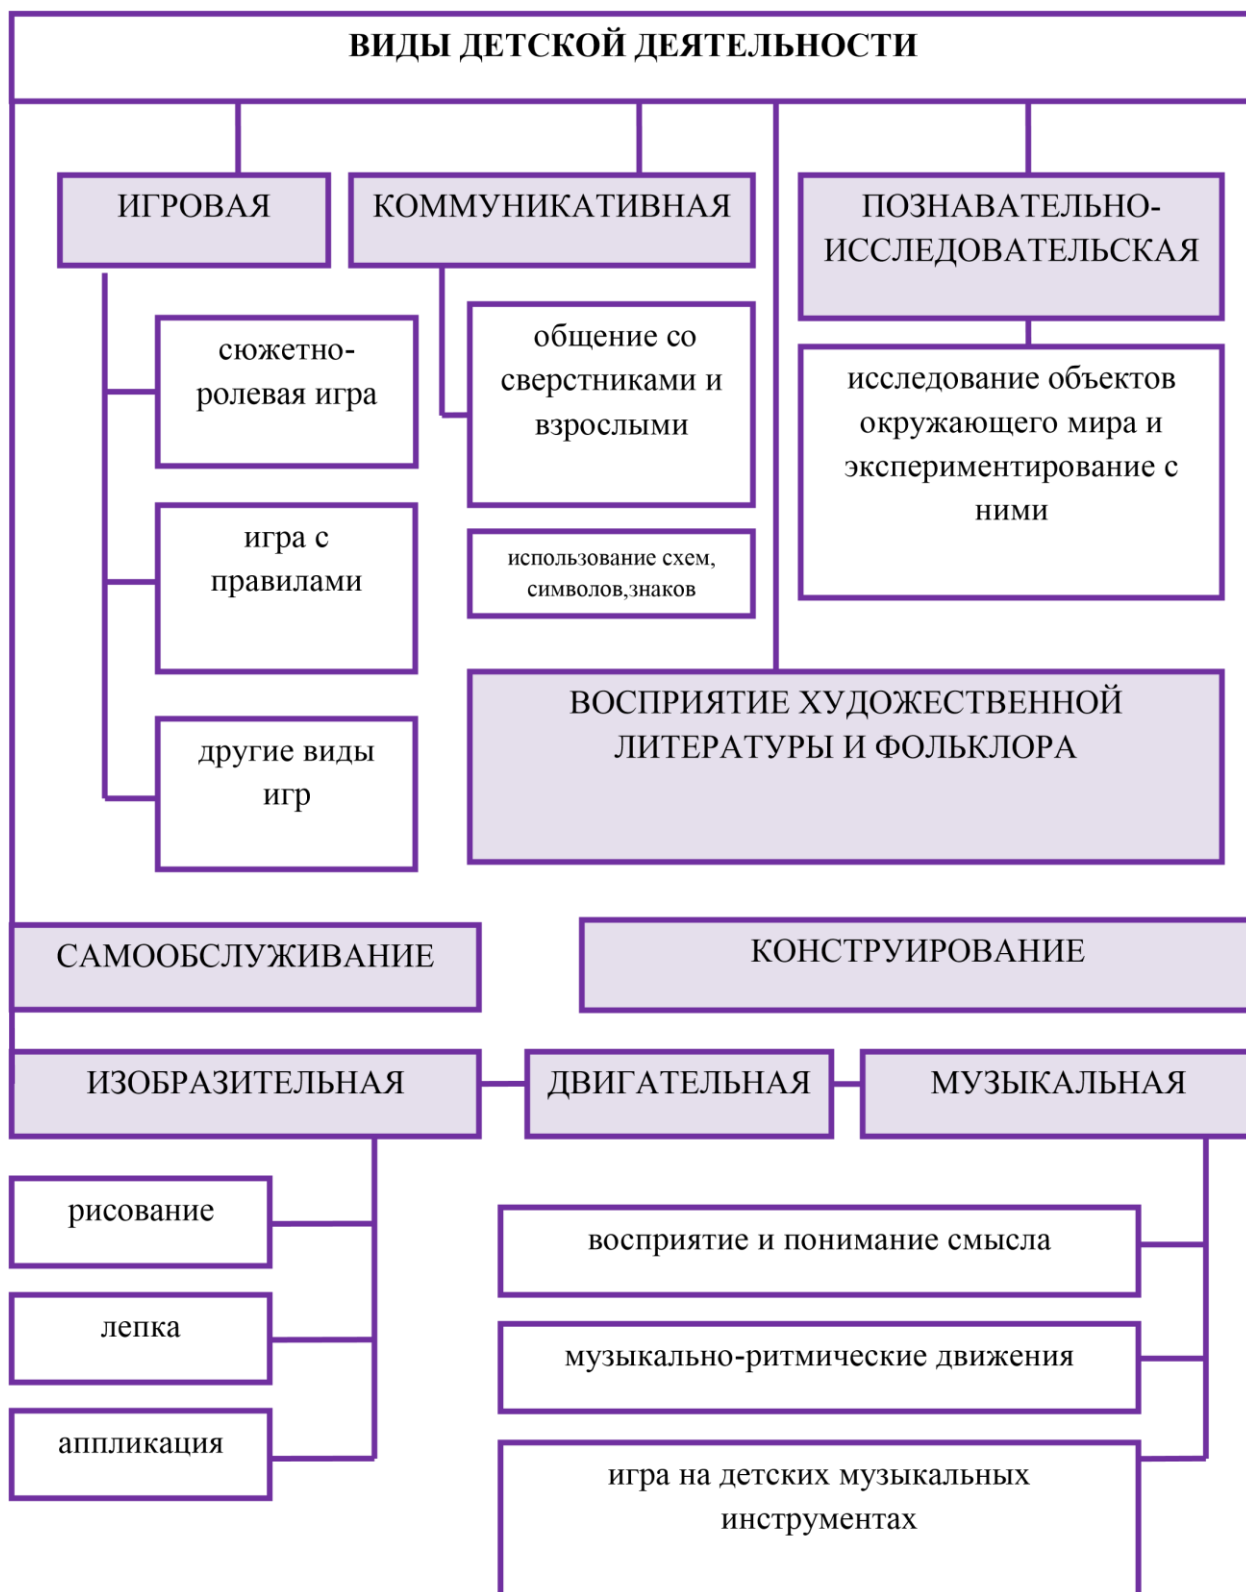 ВИДЫ ДЕТСКОЙ ДЕЯТЕЛЬНОСТИ
ИГРОВАЯ
КОММУНИКАТИВНАЯ
ПОЗНАВАТЕЛЬНО-
ИССЛЕДОВАТЕЛЬСКАЯ
сюжетно-
ролевая игра
игра с
правилами
другие виды
игр
общение со
сверстниками и
взрослыми
использование схем,
символов,знаков
исследование объектов
окружающего мира и
экспериментирование с
ними
ВОСПРИЯТИЕ ХУДОЖЕСТВЕННОЙ
ЛИТЕРАТУРЫ И ФОЛЬКЛОРА
САМООБСЛУЖИВАНИЕ
КОНСТРУИРОВАНИЕ
ИЗОБРАЗИТЕЛЬНАЯ
ДВИГАТЕЛЬНАЯ
МУЗЫКАЛЬНАЯ
рисование
лепка
аппликация
восприятие и понимание смысла
музыкально-ритмические движения
игра на детских музыкальных
инструментах